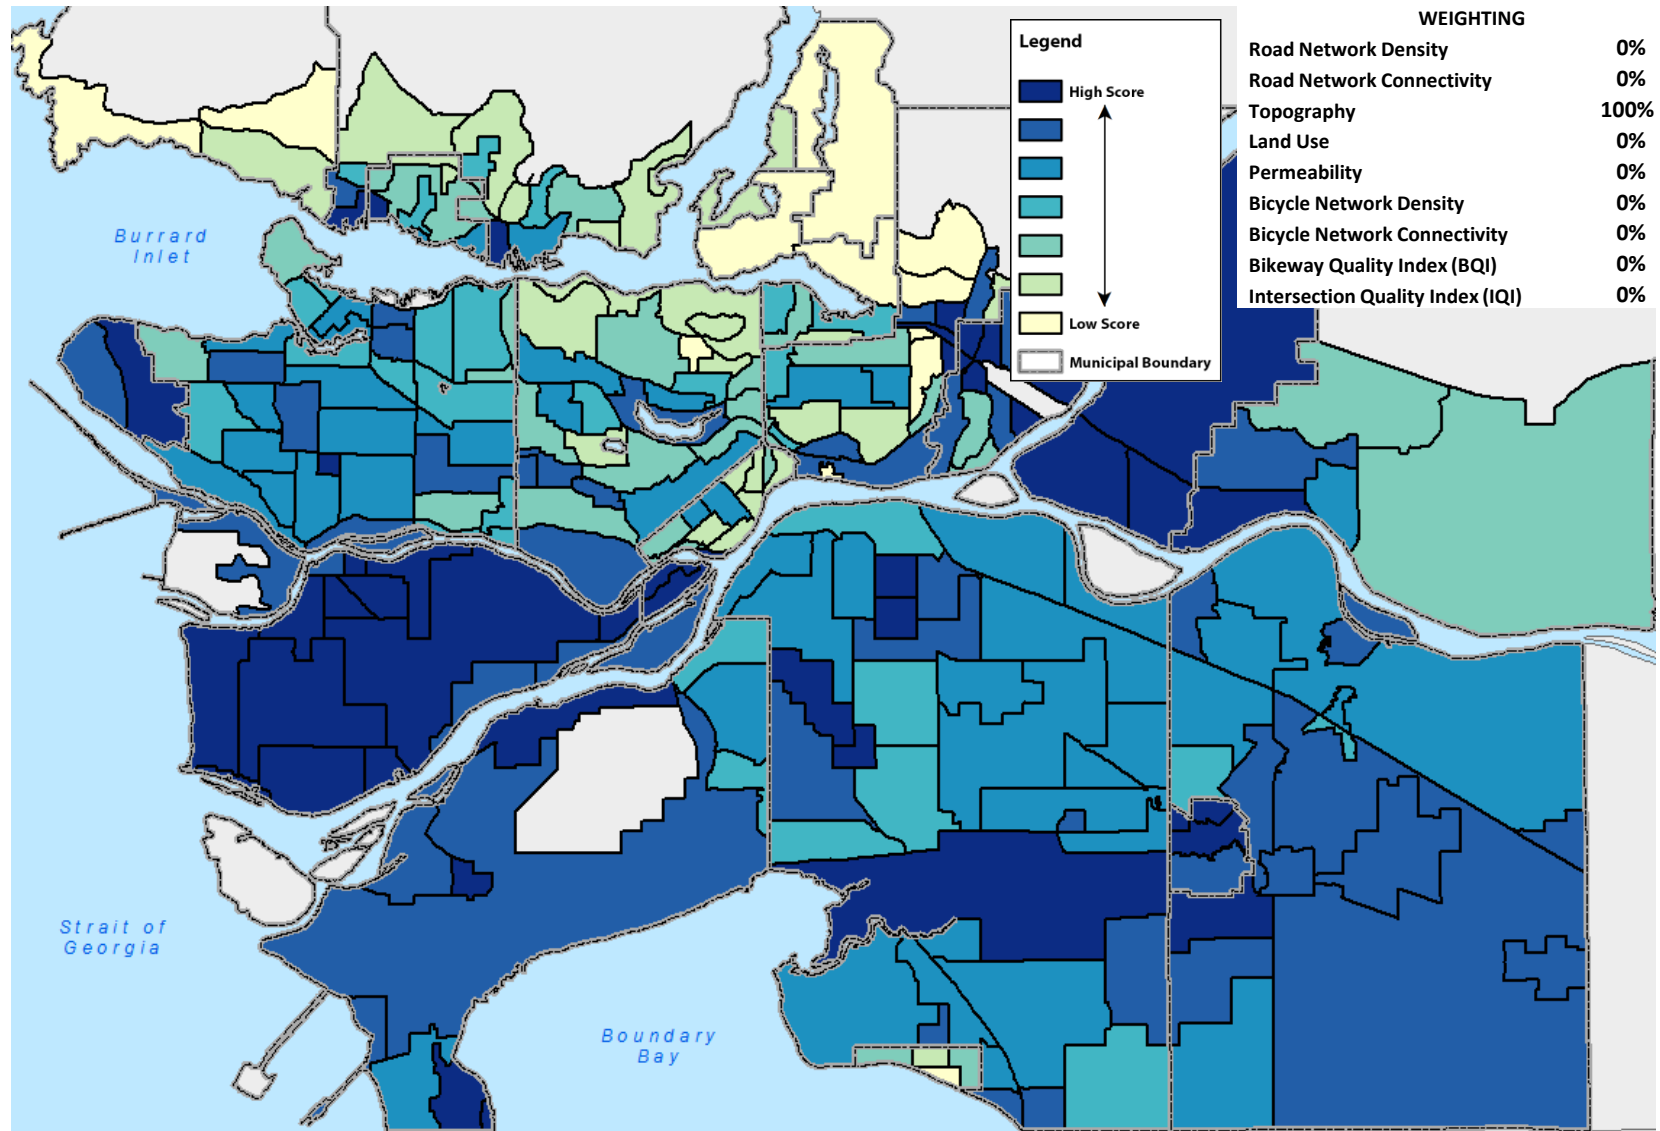 WEIGHTING
Road Network Density 0%
Road Network Connectivity 0%
Topography 100%
Land Use 0%
Permeability 0%
Bicycle Network Density 0%
Bicycle Network Connectivity 0%
Bikeway Quality Index (BQI) 0%
Intersection Quality Index (IQI) 0%
Legend
High Score
Low Score
Municipal Boundary
Burrard
Inlet
Strait of
Georgia
Boundary
Bay